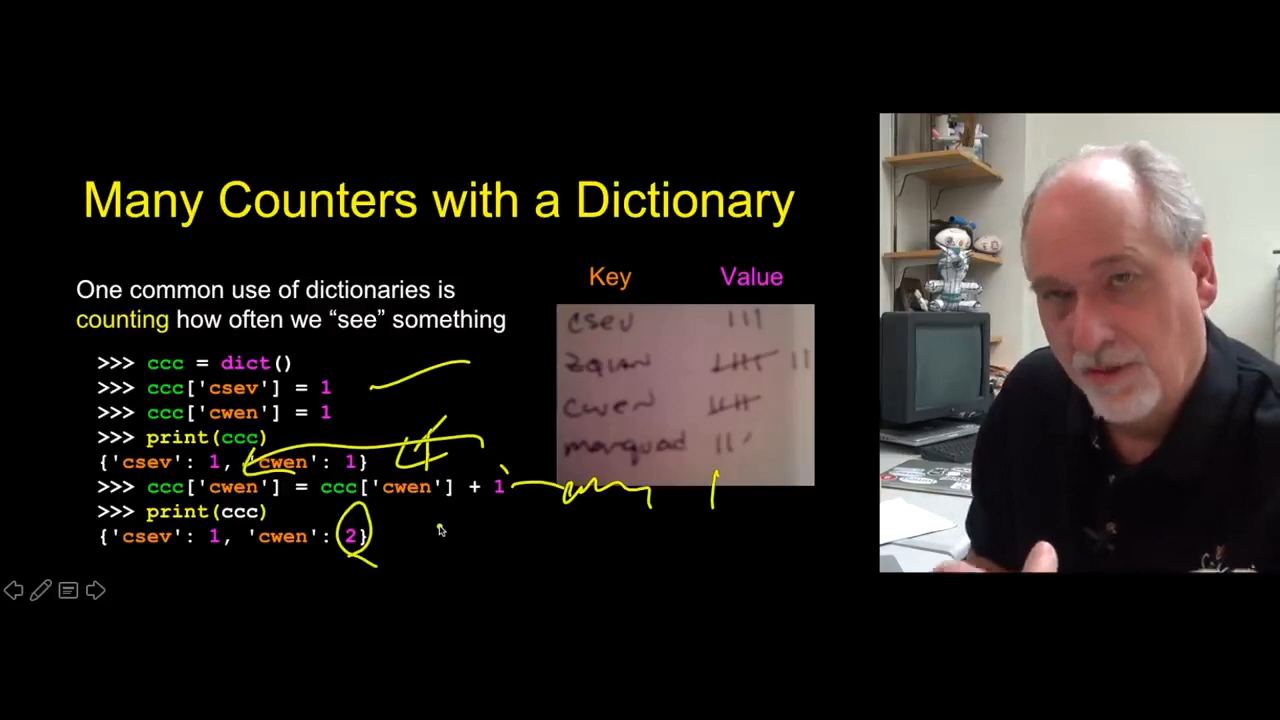 Many Counters with a Dictionary
One common use of dictionaries is
counting how often we “see” something
>>> ccc = dict()
>>> ccc['csev'] = 1
>>> ccc['cwen'] = 1
>>> print(ccc)
{'csev': 1, 'cwen': 1}
>>> ccc['cwen'] = ccc['cwen'] + 1
>>> print(ccc)
{'csev': 1, 'cwen': 2}
Key Value
csev
zqian
cwen
marquad